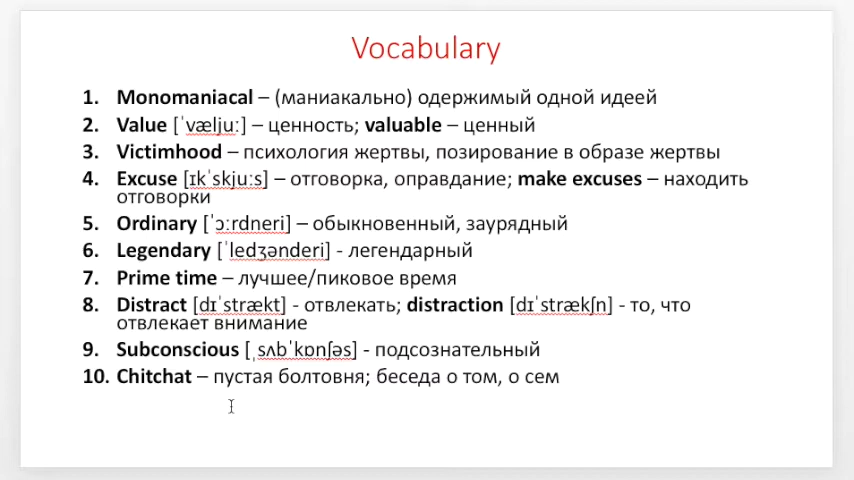 Vocabulary
1. Monomaniacal – (маниакально) одержимый одной идеей
2. Value [ˈvæljuː] – ценность; valuable – ценный
3. Victimhood – психология жертвы, позирование в образе жертвы
4. Excuse [ɪkˈskjuːs] – отговорка, оправдание; make excuses – находить
отговорки
5. Ordinary [ˈɔːrdneri] – обыкновенный, заурядный
6. Legendary [ˈledʒənderi] - легендарный
7. Prime time – лучшее/пиковое время
8. Distract [dɪˈstrækt] - отвлекать; distraction [dɪˈstrækʃn] - то, что
отвлекает внимание
9. Subconscious [ˌsʌbˈkɒnʃəs] - подсознательный
10. Chitchat – пустая болтовня; беседа о том, о сем